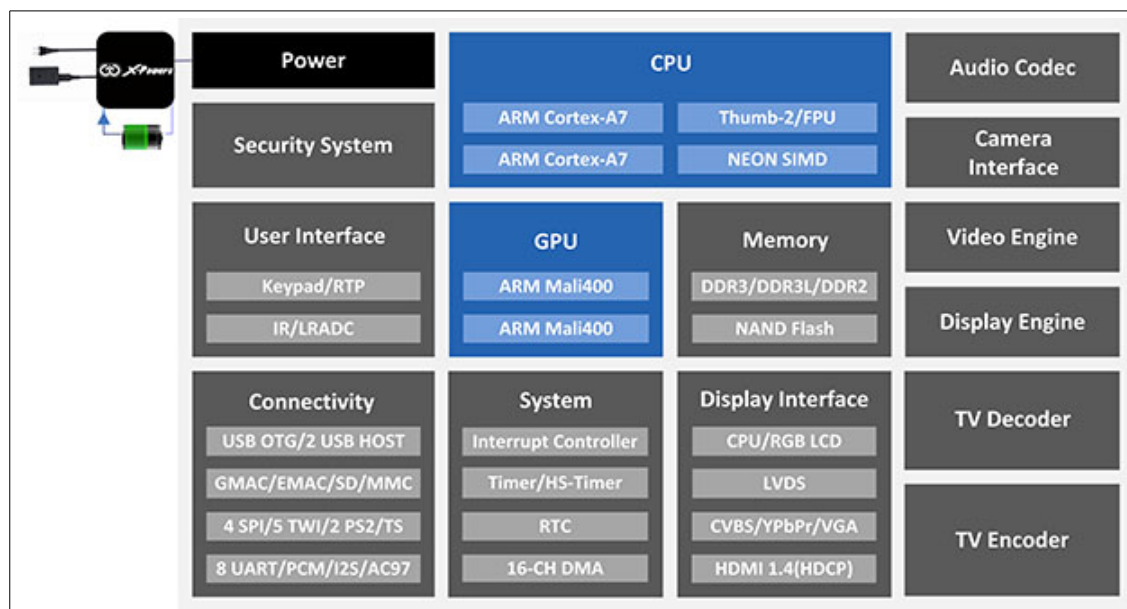 X-Powers
Power
Security System
CPU
ARM Cortex-A7
Thumb-2/FPU
ARM Cortex-A7
NEON SIMD
Audio Codec
Camera
Interface
User Interface
Keypad/RTP
IR/LRADC
GPU
ARM Mali400
ARM Mali400
Memory
DDR3/DDR3L/DDR2
NAND Flash
Video Engine
Display Engine
Connectivity
USB OTG/2 USB HOST
GMAC/EMAC/SD/MMC
4 SPI/5 TWI/2 PS2/TS
8 UART/PCM/I2S/AC97
System
Interrupt Controller
Timer/HS-Timer
RTC
16-CH DMA
Display Interface
CPU/RGB LCD
LVDS
CVBS/YPbPr/VGA
HDMI 1.4(HDCP)
TV Decoder
TV Encoder